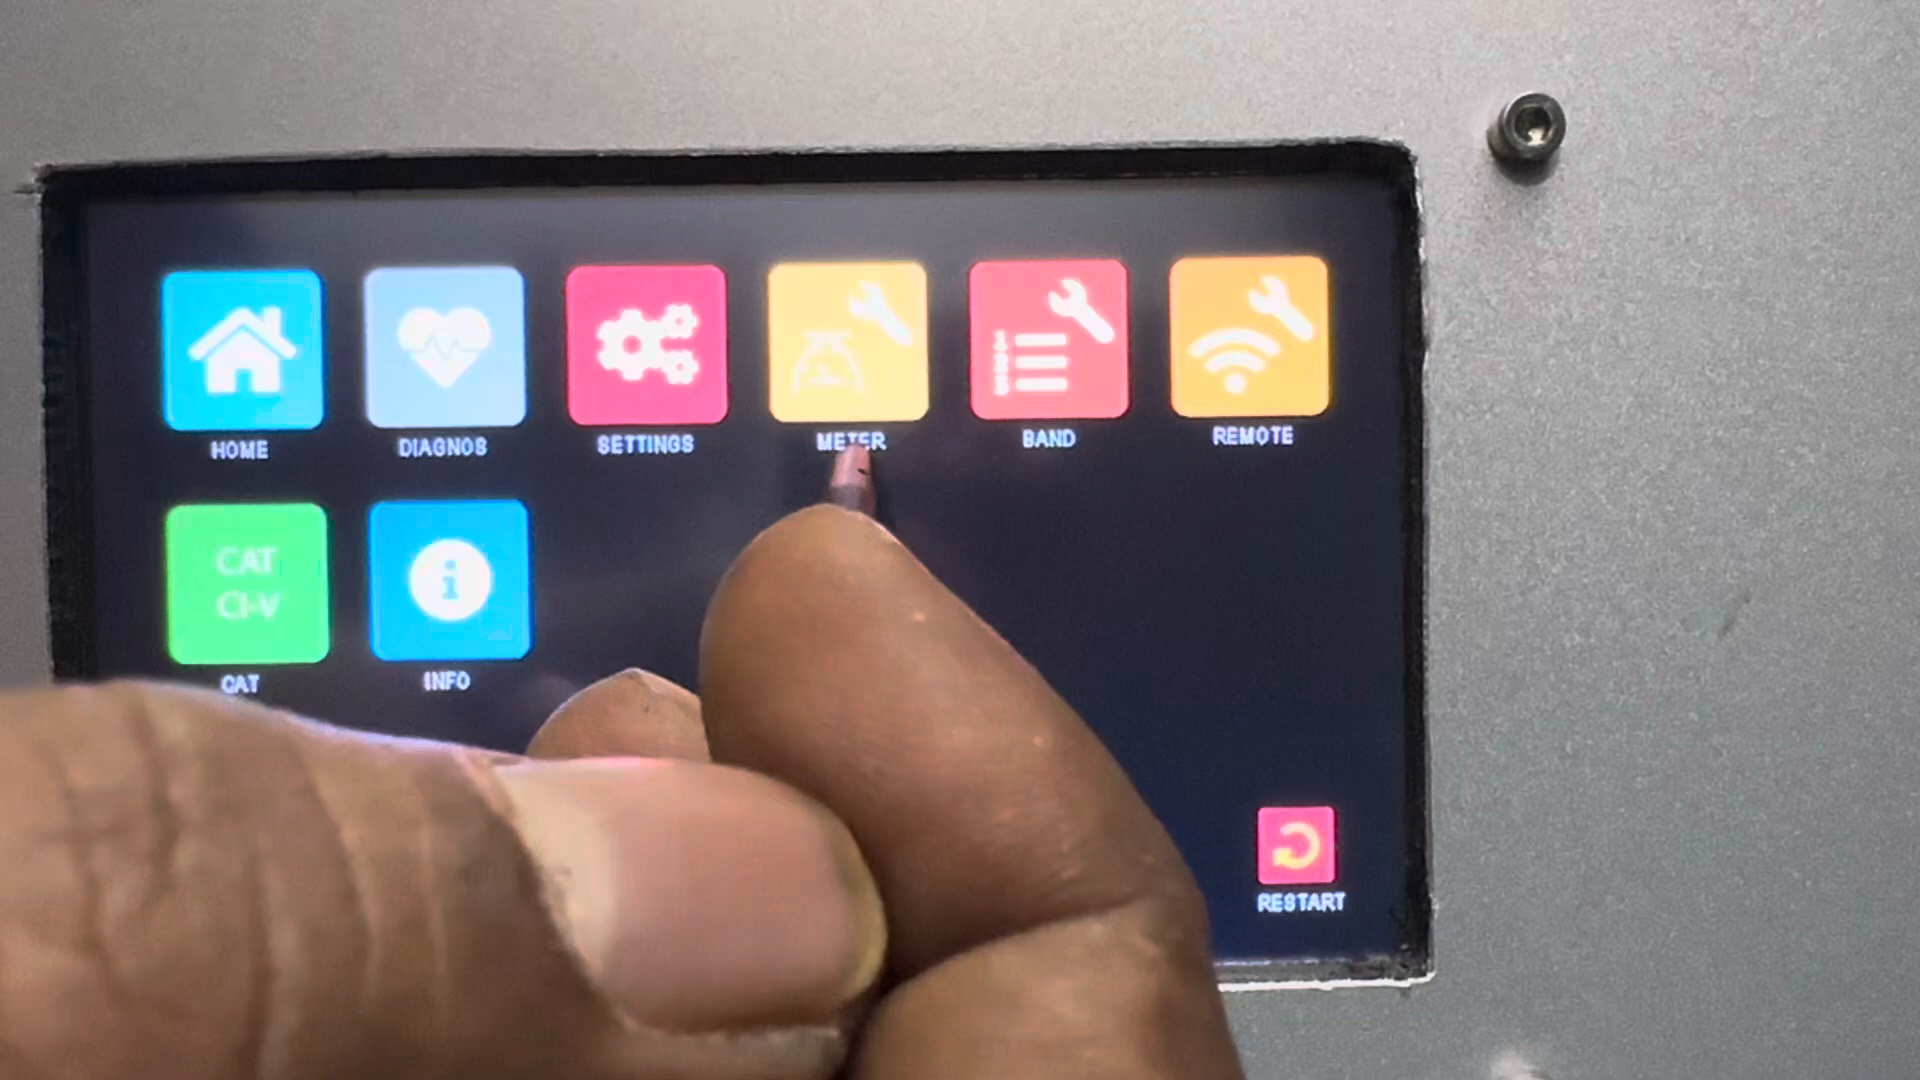 HOME
DIAGNOS
SETTINGS
METER
BAND
REMOTE
CAT
CI-V
CAT
INFO
RESTART